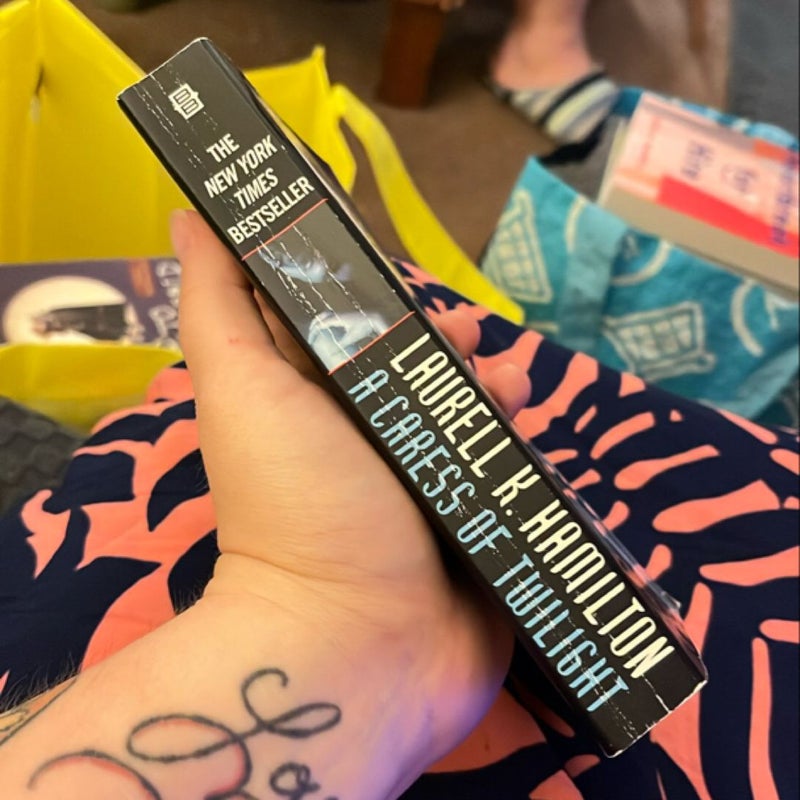 THE
NEW YORK
TIMES
BESTSELLER
LAURELL K. HAMILTON
A CARESS OF TWILIGHT